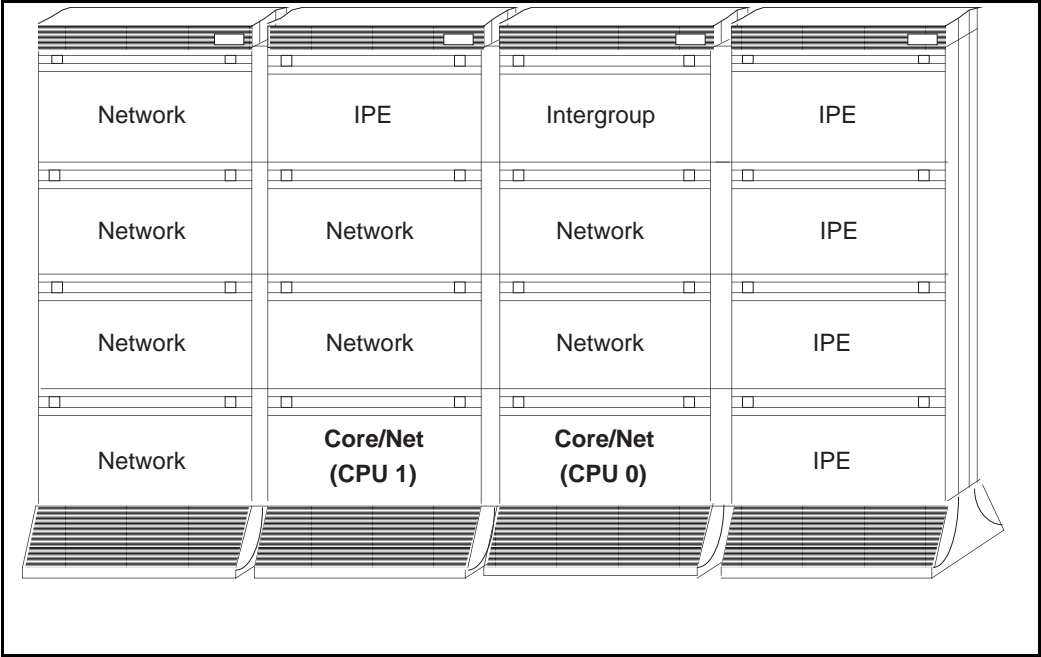 Network
IPE
Intergroup
IPE
Network
Network
Network
IPE
Network
Network
Network
IPE
Network
Core/Net
(CPU 1)
Core/Net
(CPU 0)
IPE